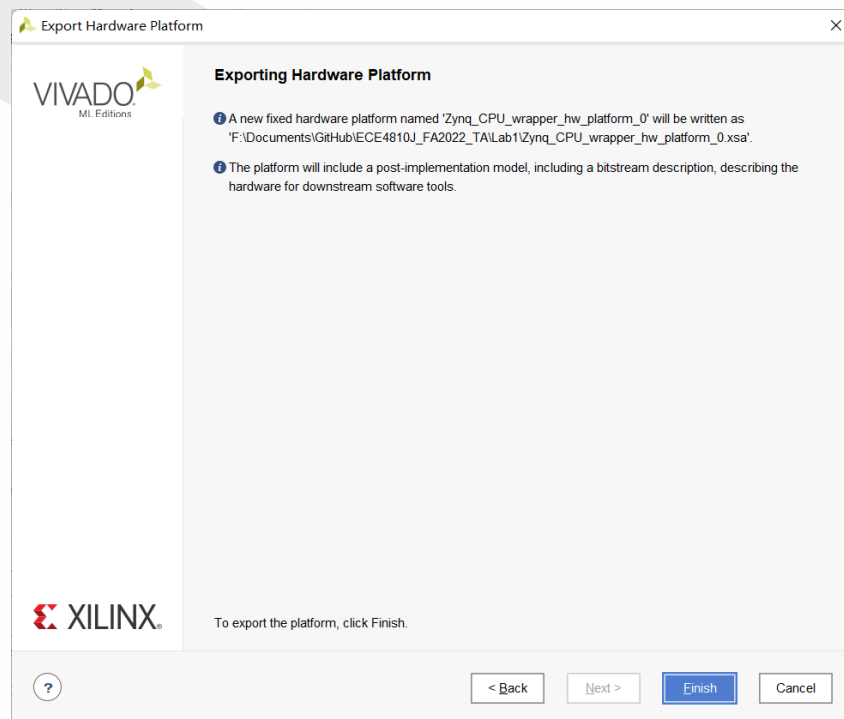 Export Hardware Platform
VIVADO.
ML Editions
Exporting Hardware Platform
A new fixed hardware platform named 'Zynq_CPU_wrapper_hw_platform_0' will be written as
'F:\Documents\GitHub\ECE4810J_FA2022_TA\Lab1\Zynq_CPU_wrapper_hw_platform_0.xsa'.
The platform will include a post-implementation model, including a bitstream description, describing the
hardware for downstream software tools.
XILINX.
To export the platform, click Finish.
?
< Back
Next >
Finish
Cancel